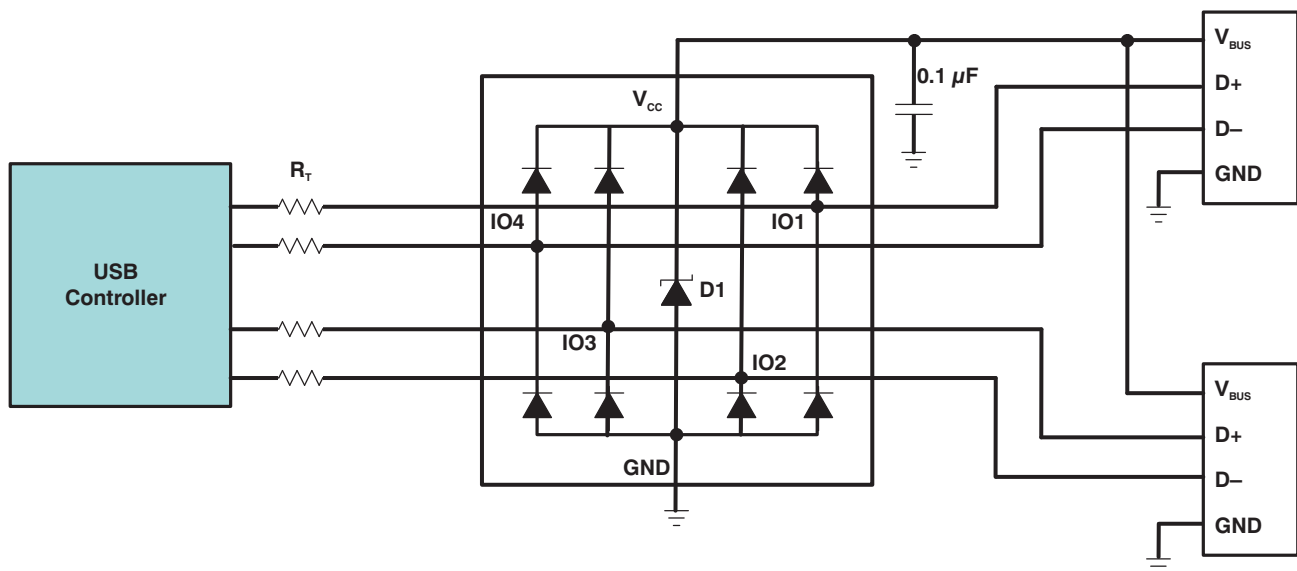 V_BUS
0.1 µF
D+
V_CC
D–
R_T
GND
IO4
IO1
USB
Controller
D1
IO3
IO2
V_BUS
D+
GND
D–
GND